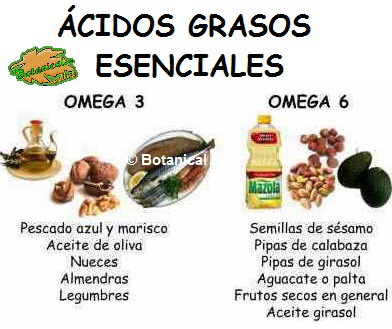 ÁCIDOS GRASOS
ESENCIALES
Botanical
OMEGA 3
OMEGA 6
© Botanical
Mazola
Pescado azul y marisco
Aceite de oliva
Nueces
Almendras
Legumbres
Semillas de sésamo
Pipas de calabaza
Pipas de girasol
Aguacate o palta
Frutos secos en general
Aceite girasol